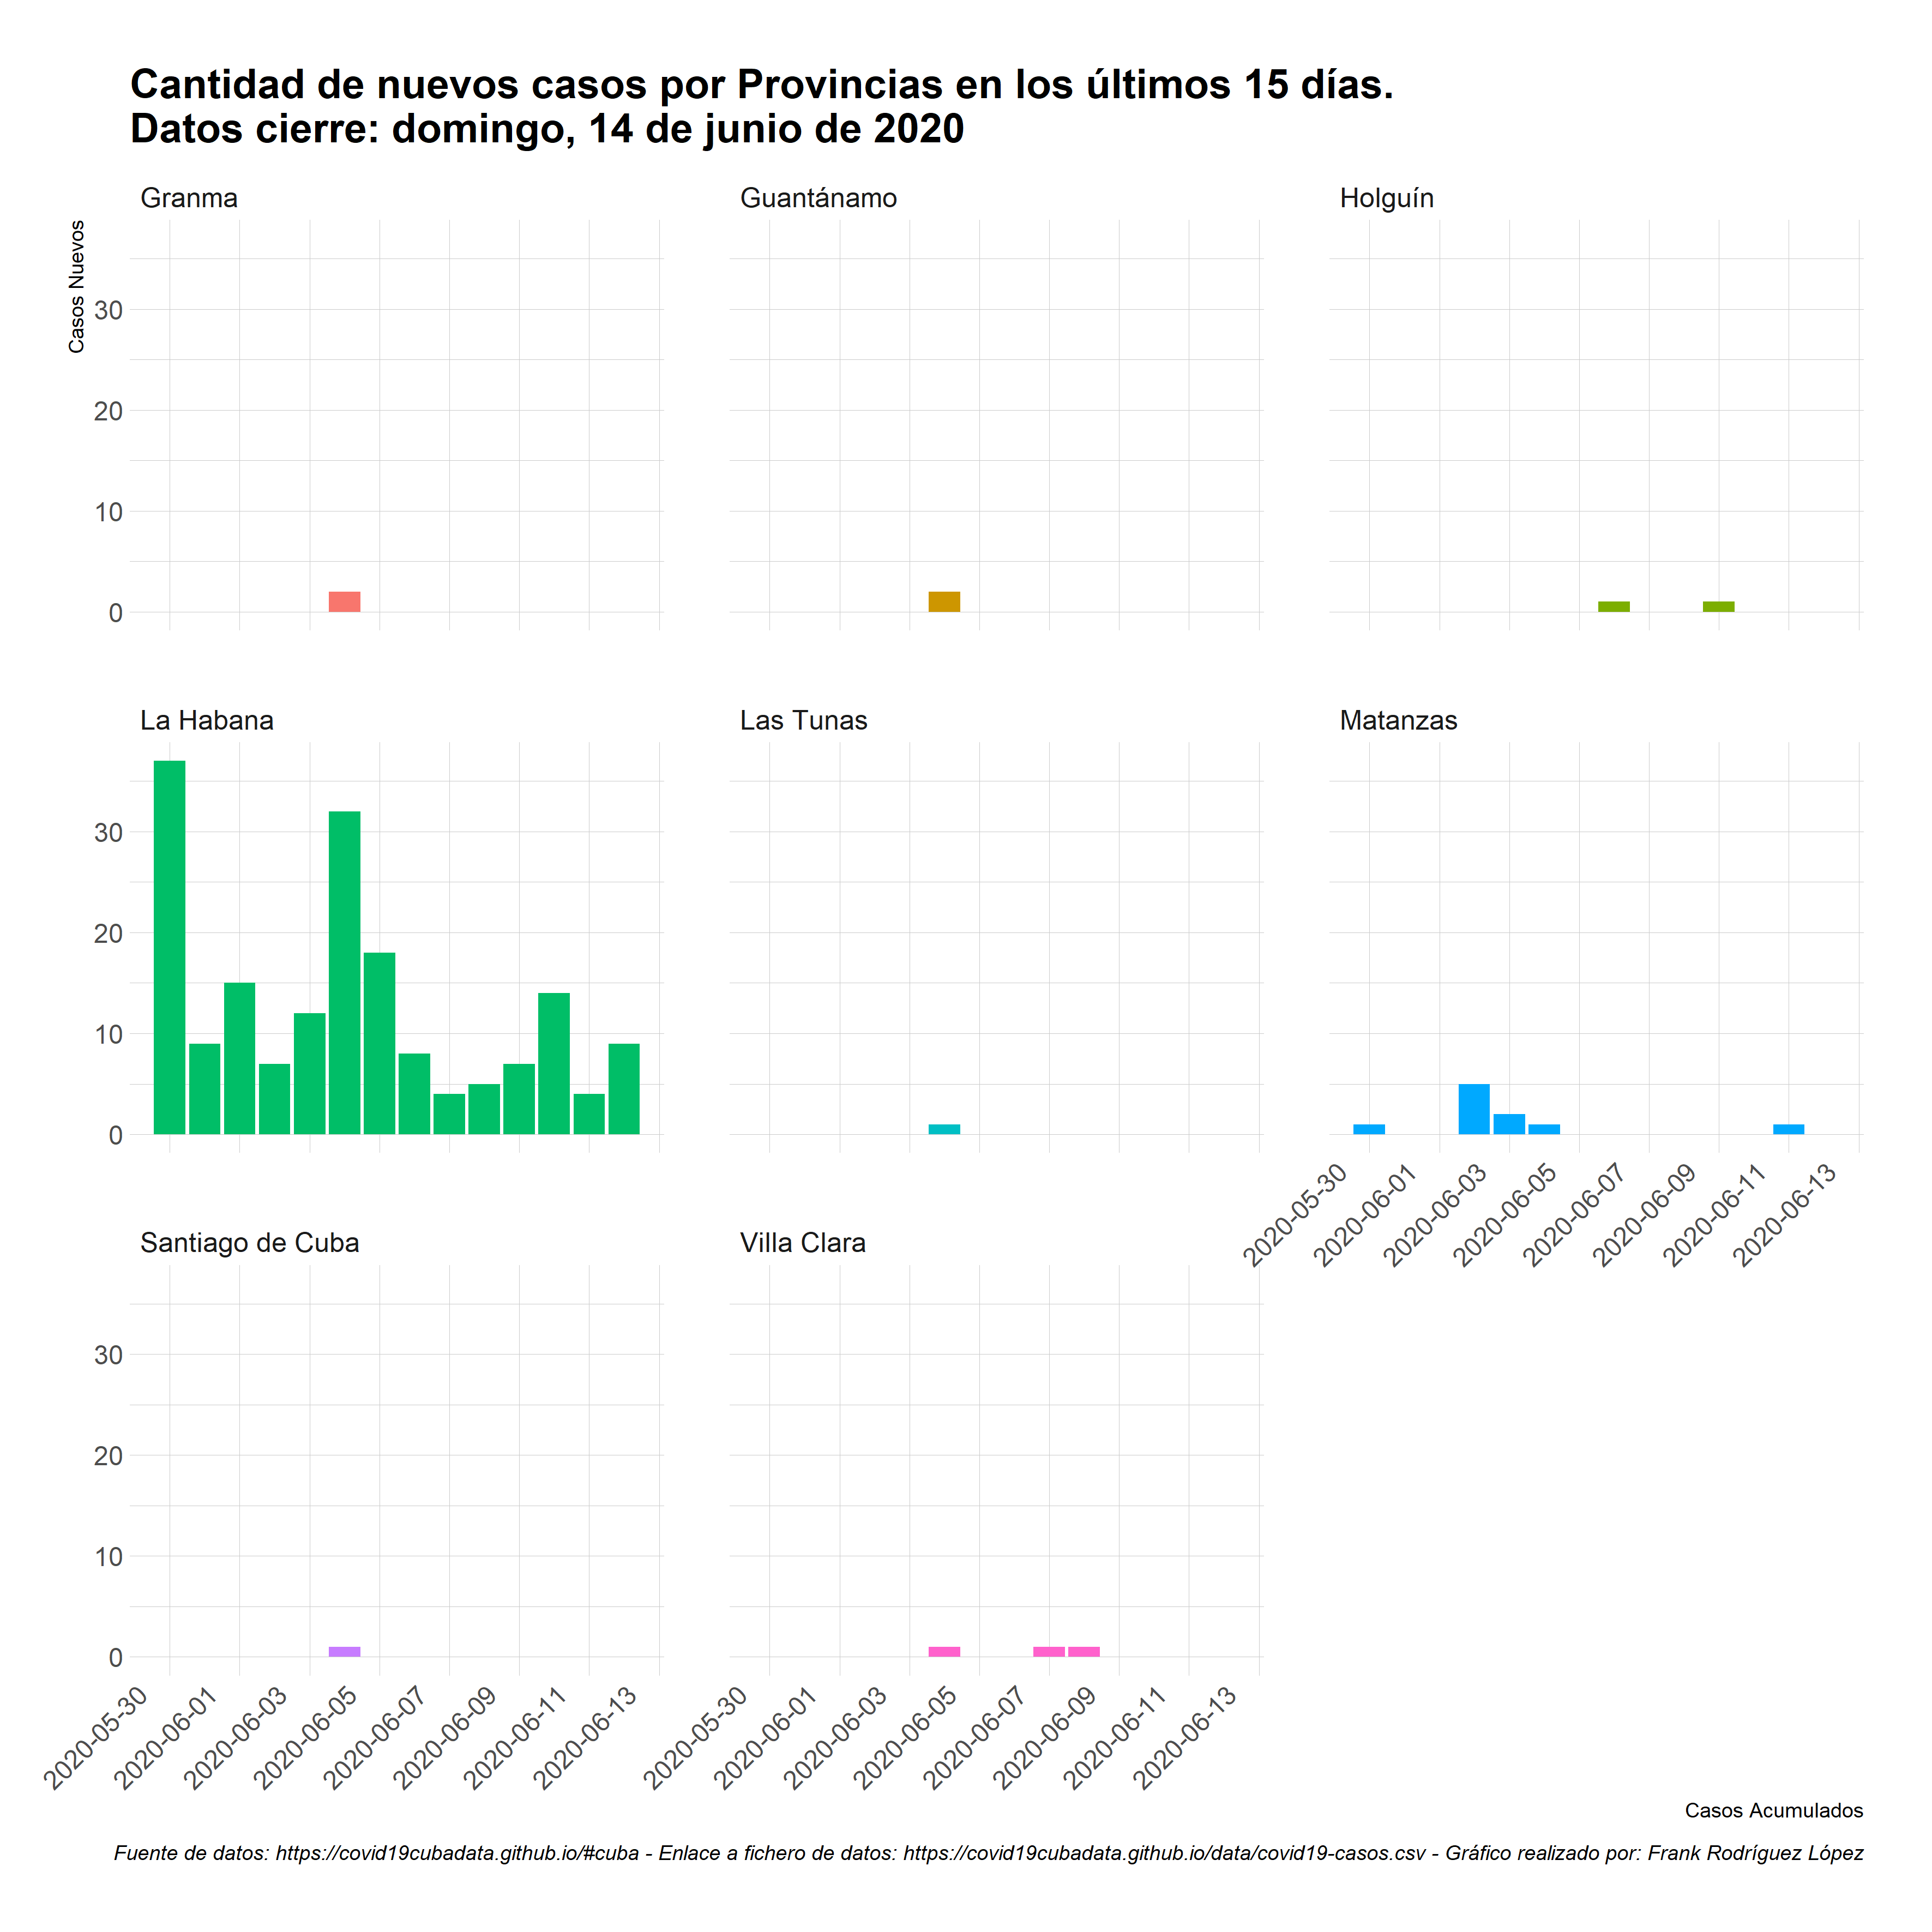 Cantidad de nuevos casos por Provincias en los últimos 15 días.
Datos cierre: domingo, 14 de junio de 2020
Granma
Guantánamo
Holguín
Casos Nuevos
30
20
10
0
La Habana
Las Tunas
Matanzas
30
20
10
0
2020-05-30
2020-06-01
2020-06-03
2020-06-05
2020-06-07
2020-06-09
2020-06-11
2020-06-13
Santiago de Cuba
Villa Clara
30
20
10
0
2020-05-30
2020-06-01
2020-06-03
2020-06-05
2020-06-07
2020-06-09
2020-06-11
2020-06-13
2020-05-30
2020-06-01
2020-06-03
2020-06-05
2020-06-07
2020-06-09
2020-06-11
2020-06-13
Casos Acumulados
Fuente de datos: https://covid19cubadata.github.io/#cuba - Enlace a fichero de datos: https://covid19cubadata.github.io/data/covid19-casos.csv - Gráfico realizado por: Frank Rodríguez López